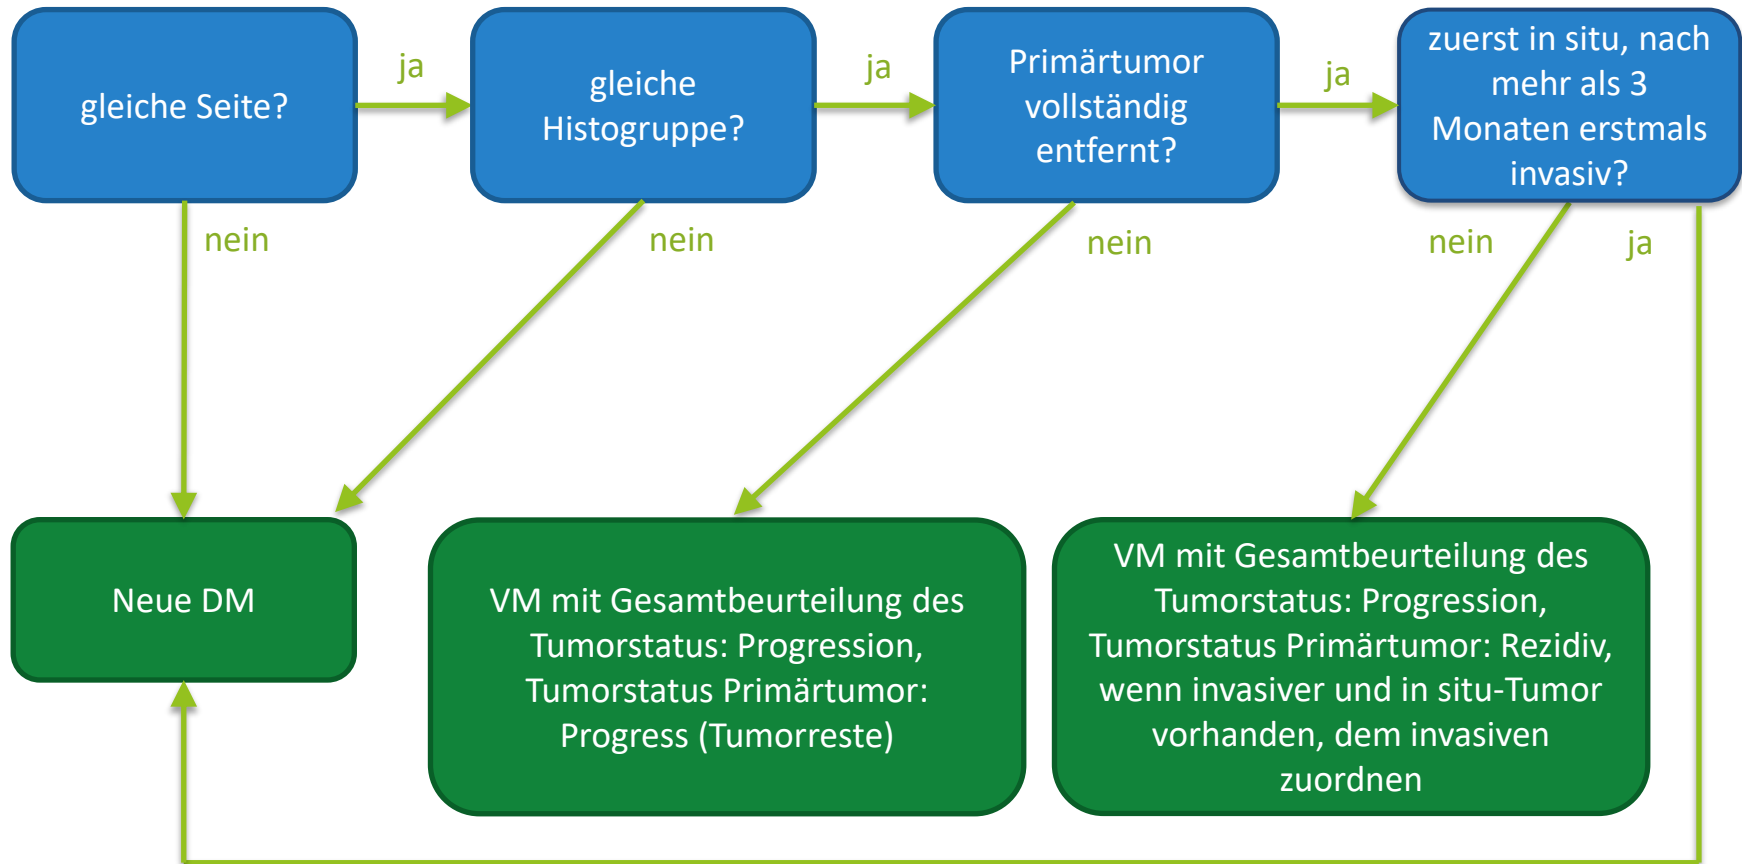 gleiche Seite?
ja
gleiche
Histogruppe?
ja
Primärtumor
vollständig
entfernt?
ja
zuerst in situ, nach
mehr als 3
Monaten erstmals
invasiv?
nein
nein
nein
nein
ja
Neue DM
VM mit Gesamtbeurteilung des
Tumorstatus: Progression,
Tumorstatus Primärtumor:
Progress (Tumorreste)
VM mit Gesamtbeurteilung des
Tumorstatus: Progression,
Tumorstatus Primärtumor: Rezidiv,
wenn invasiver und in situ-Tumor
vorhanden, dem invasiven
zuordnen